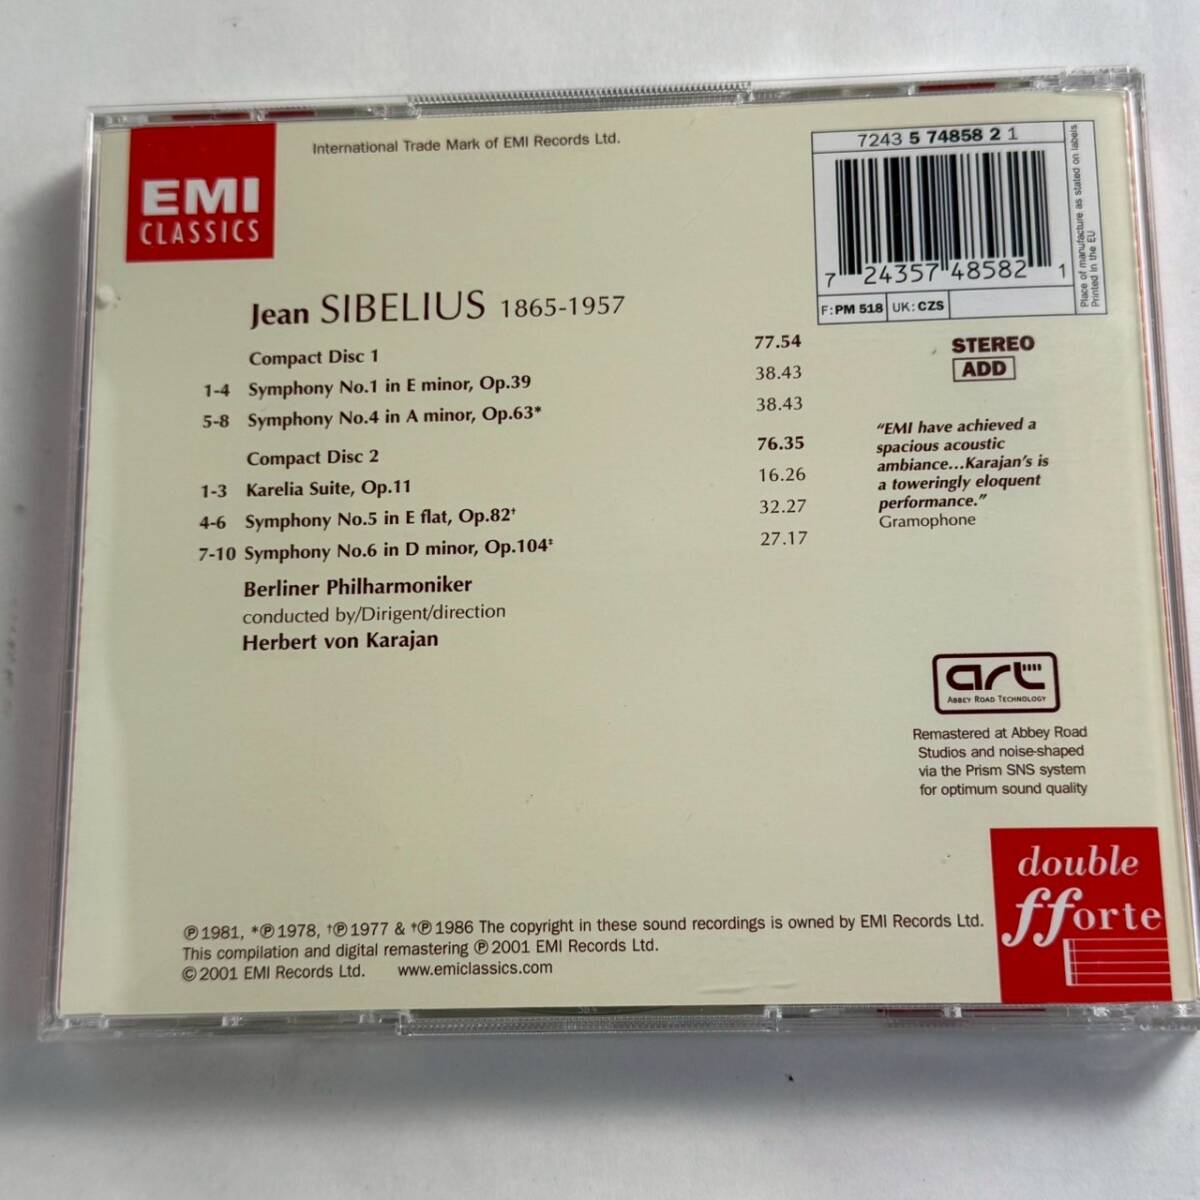 EMI
CLASSICS
International Trade Mark of EMI Records Ltd.
7243 5 74858 2 1
7 24357 48582 1
F: PM 518 UK: CZS
Place of manufacture as stated on labels
Printed in the EU
Jean SIBELIUS 1865-1957
Compact Disc 1 77.54
1-4 Symphony No.1 in E minor, Op.39 38.43
5-8 Symphony No.4 in A minor, Op.63* 38.43
Compact Disc 2 76.35
1-3 Karelia Suite, Op.11 16.26
4-6 Symphony No.5 in E flat, Op.82† 32.27
7-10 Symphony No.6 in D minor, Op.104‡ 27.17
Berliner Philharmoniker
conducted by/Dirigent/direction
Herbert von Karajan
STEREO
ADD
“EMI have achieved a
spacious acoustic
ambiance...Karajan’s is
a toweringly eloquent
performance.”
Gramophone
art
ABBEY ROAD TECHNOLOGY
Remastered at Abbey Road
Studios and noise-shaped
via the Prism SNS system
for optimum sound quality
double
fforte
℗1981, *℗1978, †℗1977 & †℗1986 The copyright in these sound recordings is owned by EMI Records Ltd.
This compilation and digital remastering ℗2001 EMI Records Ltd.
©2001 EMI Records Ltd. www.emiclassics.com